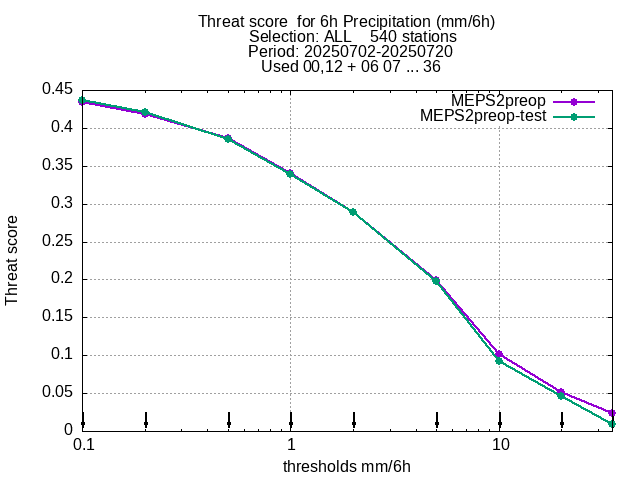 Threat score  for 6h Precipitation (mm/6h)
Selection: ALL    540 stations
Period: 20250702-20250720
Used 00,12 + 06 07 ... 36
MEPS2preop
MEPS2preop-test
0.45
0.4
0.35
0.3
0.25
0.2
0.15
0.1
0.05
0
Threat score
0.1 1 10
thresholds mm/6h